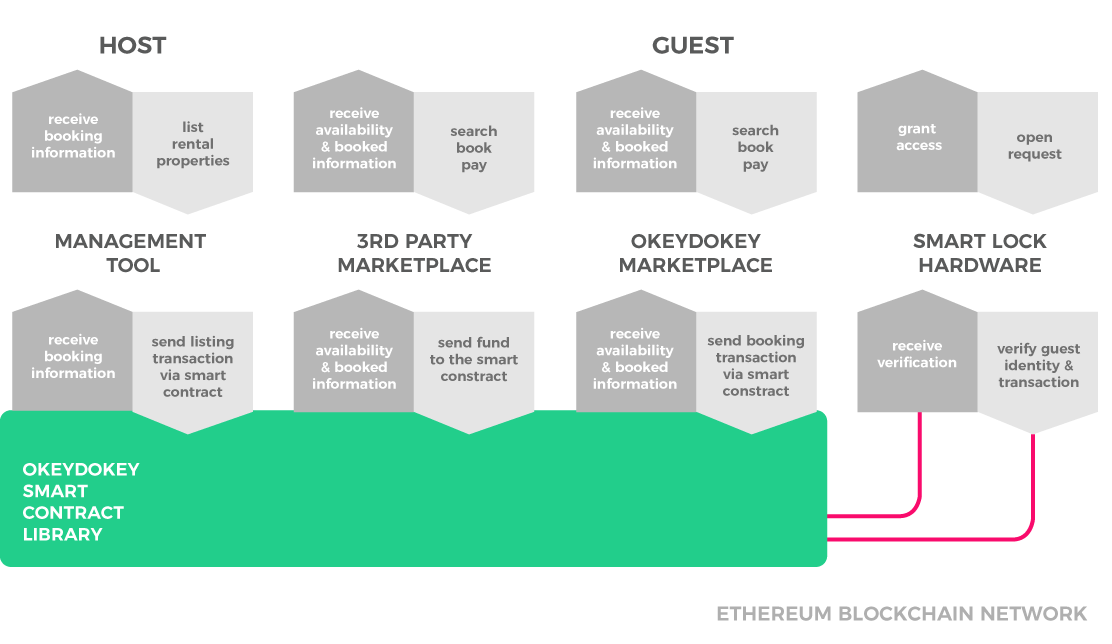 HOST
GUEST
receive
booking
information
list
rental
properties
receive
availability
& booked
information
search
book
pay
receive
availability
& booked
information
search
book
pay
grant
access
open
request
MANAGEMENT
TOOL
3RD PARTY
MARKETPLACE
OKEYDOKEY
MARKETPLACE
SMART LOCK
HARDWARE
receive
booking
information
send listing
transaction
via smart
contract
receive
availability
& booked
information
send fund
to the smart
constract
receive
availability
& booked
information
send booking
transaction
via smart
constract
receive
verification
verify guest
identity &
transaction
OKEYDOKEY
SMART
CONTRACT
LIBRARY
ETHEREUM BLOCKCHAIN NETWORK